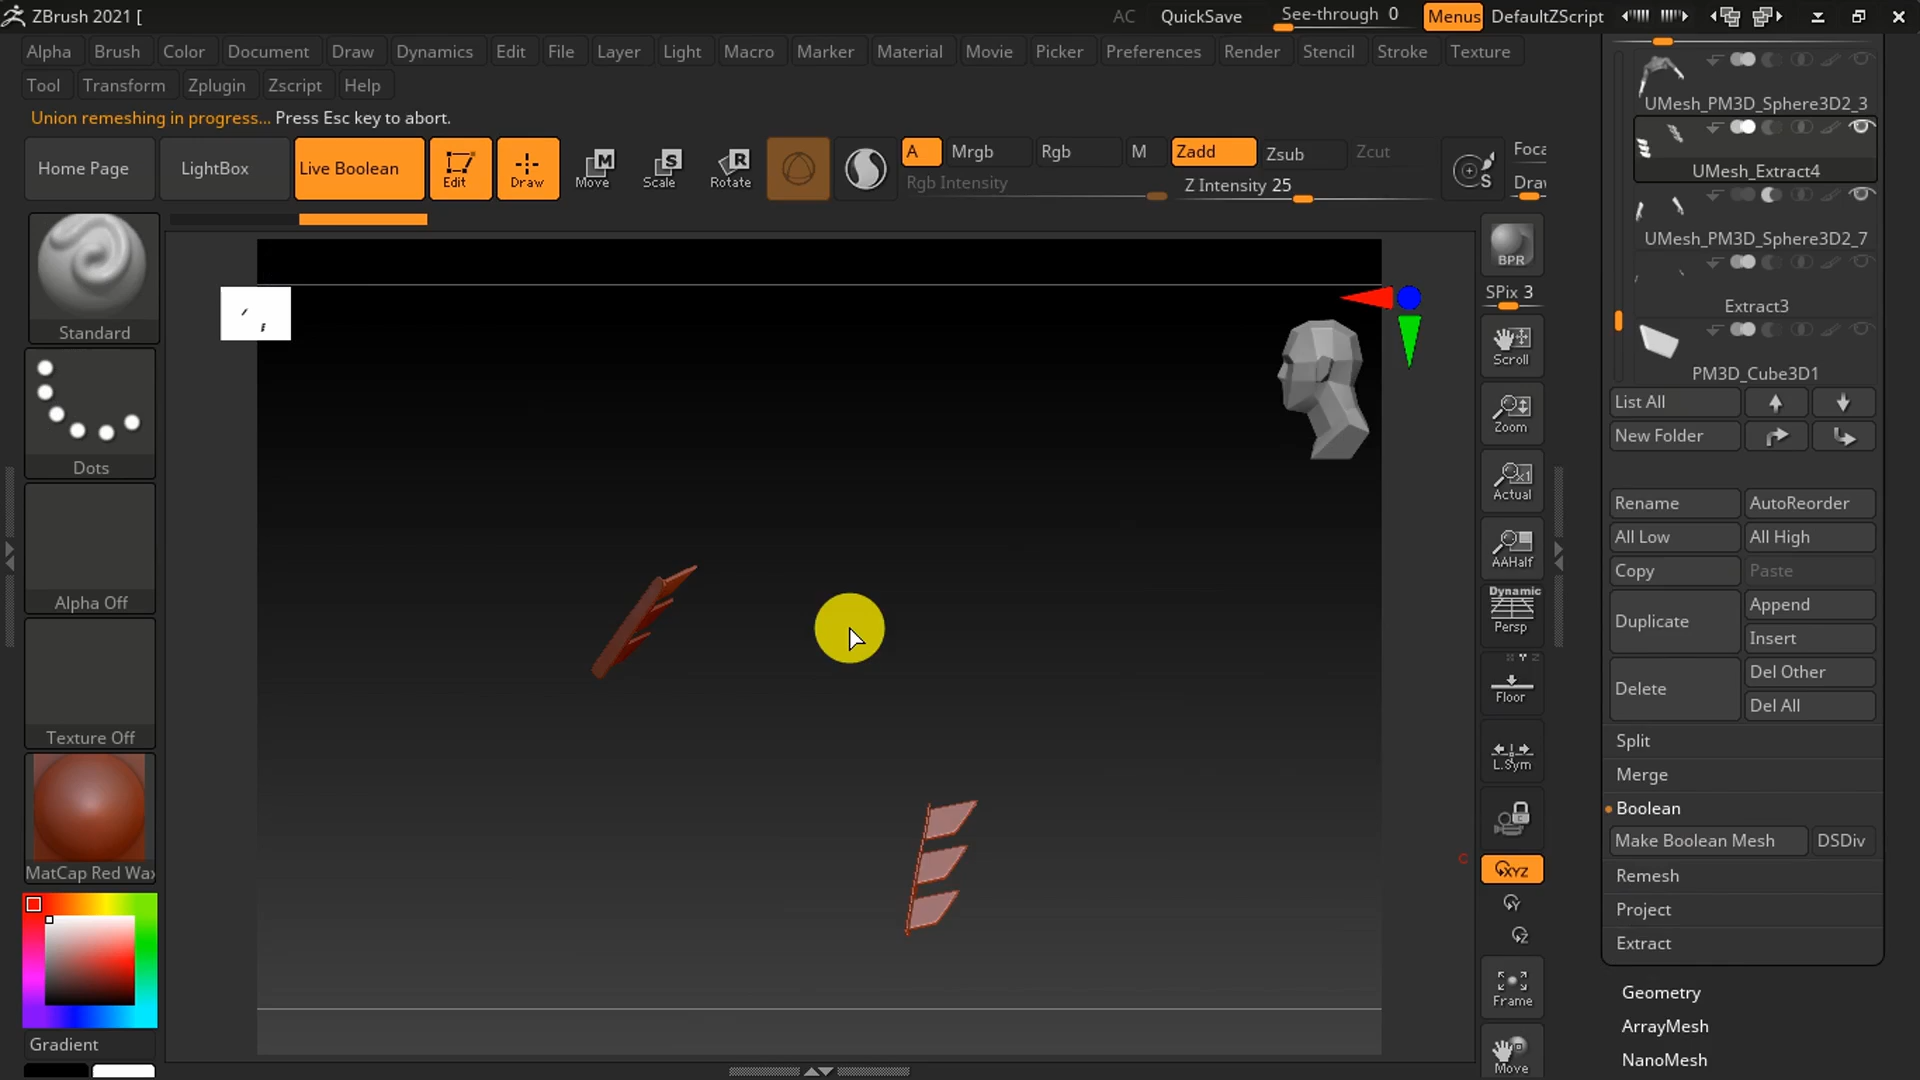 ZBrush 2021 [
AC QuickSave See-through 0 Menus DefaultZScript
Alpha Brush Color Document Draw Dynamics Edit File Layer Light Macro Marker Material Movie Picker Preferences Render Stencil Stroke Texture
Tool Transform Zplugin Zscript Help
Union remeshing in progress... Press Esc key to abort.
Home Page LightBox Live Boolean Edit Draw Move Scale Rotate
A Mrgb Rgb M Zadd Zsub Zcut Foca
Rgb Intensity Z Intensity 25 Drav
Standard
Dots
Alpha Off
Texture Off
MatCap Red Wax
Gradient
BPR
SPix 3
Scroll
Zoom
Actual
AAHalf
Dynamic
Persp
Floor
L.Sym
XYZ
Y
Z
Frame
Move
UMesh_PM3D_Sphere3D2_3
UMesh_Extract4
UMesh_PM3D_Sphere3D2_7
Extract3
PM3D_Cube3D1
List All
New Folder
Rename AutoReorder
All Low All High
Copy Paste
Duplicate Append
Insert
Delete Del Other
Del All
Split
Merge
Boolean
Make Boolean Mesh DSDiv
Remesh
Project
Extract
Geometry
ArrayMesh
NanoMesh